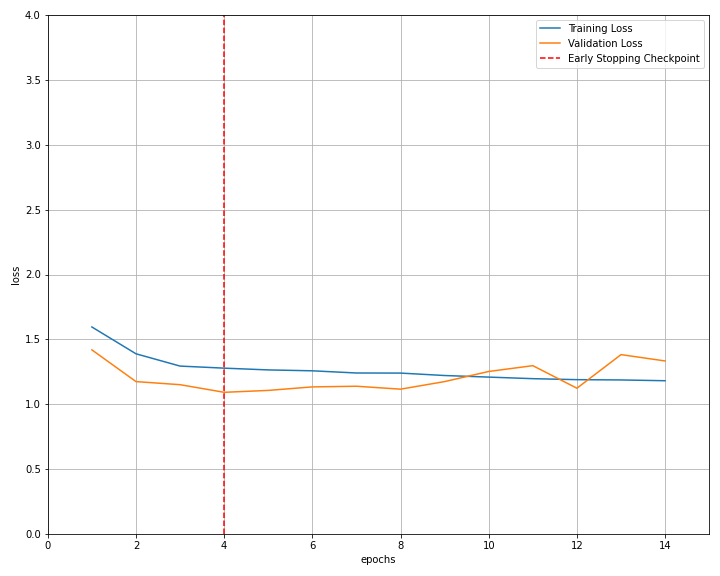 4.0
3.5
3.0
2.5
2.0
1.5
1.0
0.5
0.0
loss
0 2 4 6 8 10 12 14
epochs
Training Loss
Validation Loss
Early Stopping Checkpoint